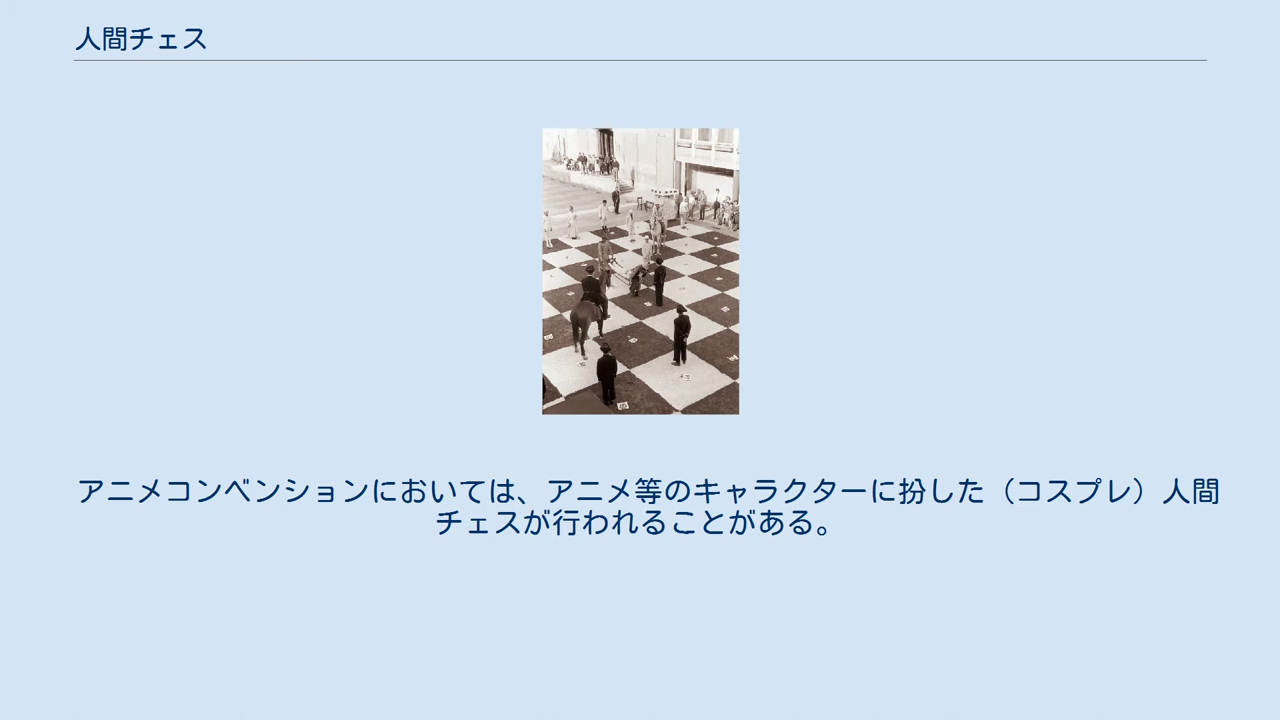 人間チェス
アニメコンベンションにおいては、アニメ等のキャラクターに扮した（コスプレ）人間
チェスが行われることがある。